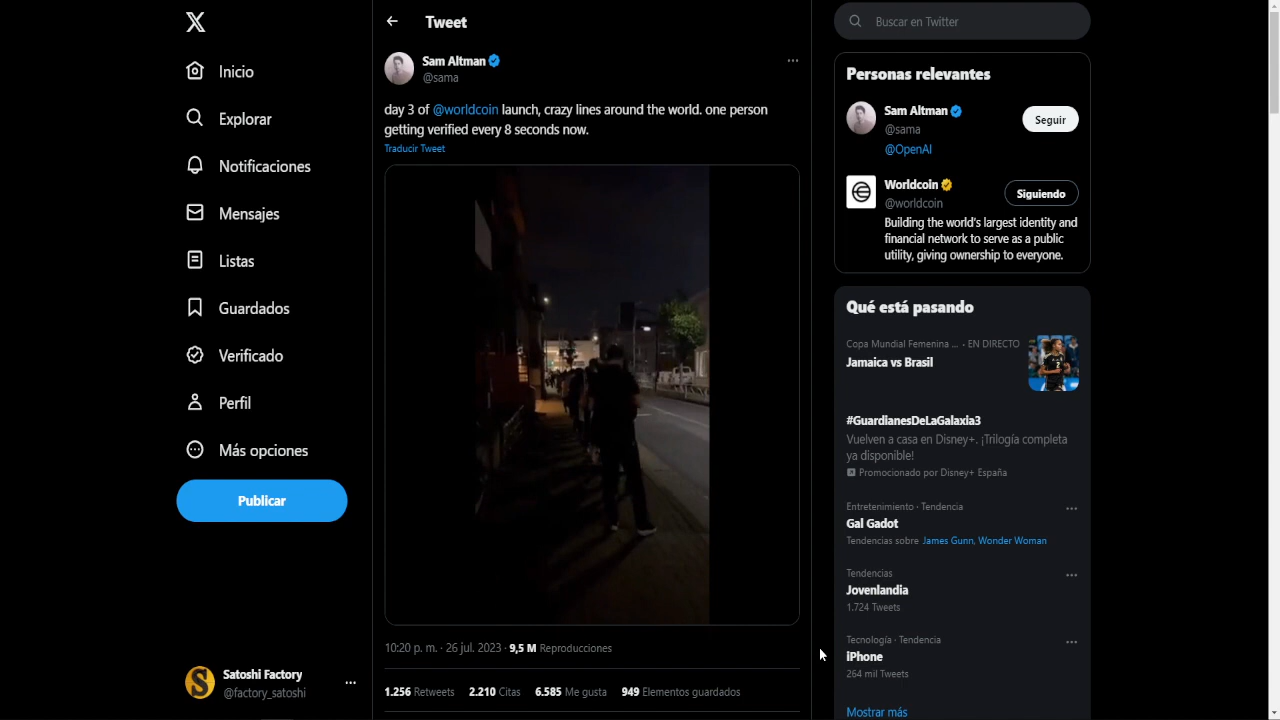 Inicio
Explorar
Notificaciones
Mensajes
Listas
Guardados
Verificado
Perfil
Más opciones
Publicar
Satoshi Factory
@factory_satoshi
Tweet
Sam Altman
@sama
day 3 of @worldcoin launch, crazy lines around the world. one person
getting verified every 8 seconds now.
Traducir Tweet
10:20 p. m. · 26 jul. 2023 · 9,5 M Reproducciones
1.256 Retweets 2.210 Citas 6.585 Me gusta 949 Elementos guardados
Buscar en Twitter
Personas relevantes
Sam Altman
@sama
Seguir
@OpenAI
Worldcoin
@worldcoin
Siguiendo
Building the world's largest identity and
financial network to serve as a public
utility, giving ownership to everyone.
Qué está pasando
Copa Mundial Femenina ... · EN DIRECTO
Jamaica vs Brasil
#GuardianesDeLaGalaxia3
Vuelven a casa en Disney+. ¡Trilogía completa
ya disponible!
Promocionado por Disney+ España
Entretenimiento · Tendencia
Gal Gadot
Tendencias sobre James Gunn, Wonder Woman
Tendencias
Jovenlandia
1.724 Tweets
Tecnología · Tendencia
iPhone
264 mil Tweets
Mostrar más